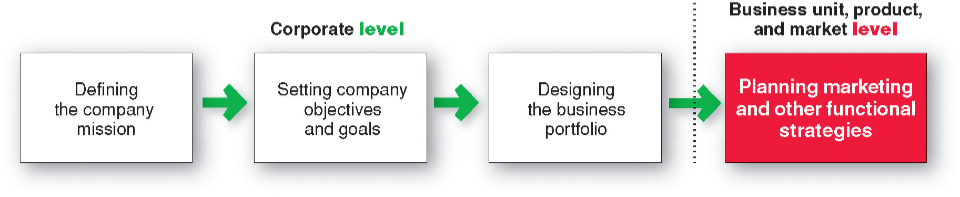 Corporate level
Business unit, product,
and market level
Defining
the company
mission
Setting company
objectives
and goals
Designing
the business
portfolio
Planning marketing
and other functional
strategies